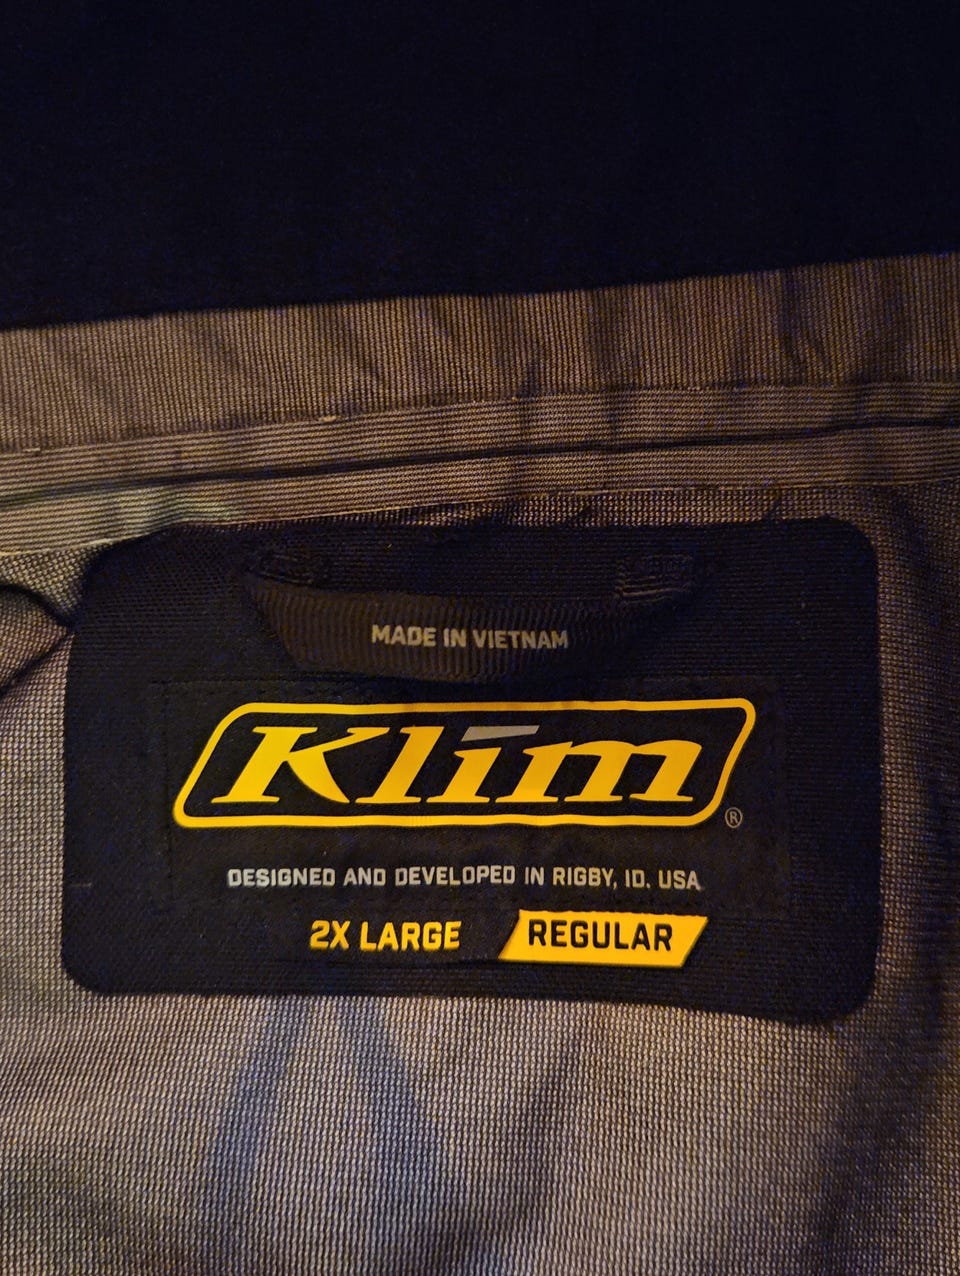 MADE IN VIETNAM
Klim®
DESIGNED AND DEVELOPED IN RIGBY, ID. USA
2X LARGE REGULAR